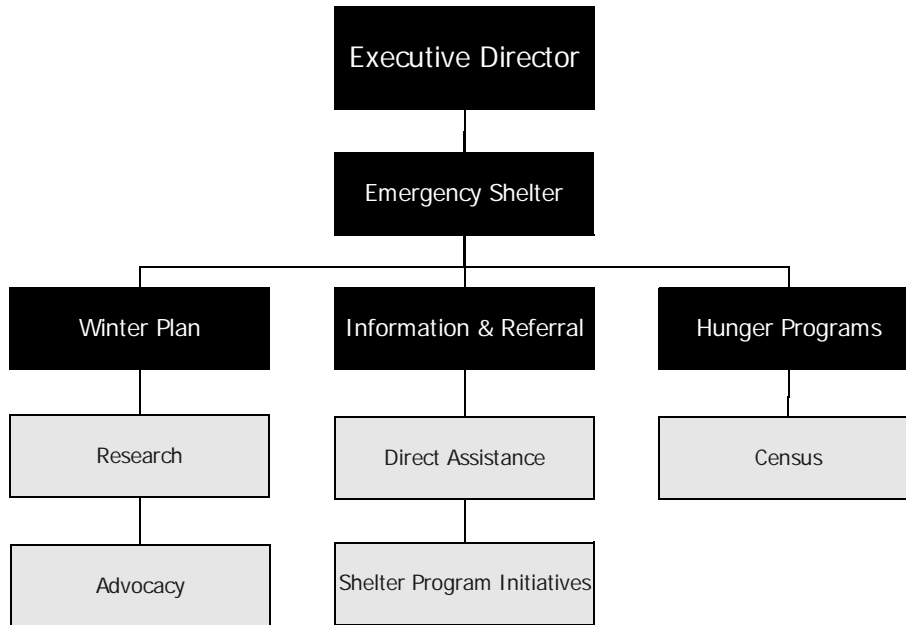 Executive Director
Emergency Shelter
Winter Plan
Information & Referral
Hunger Programs
Research
Direct Assistance
Census
Advocacy
Shelter Program Initiatives